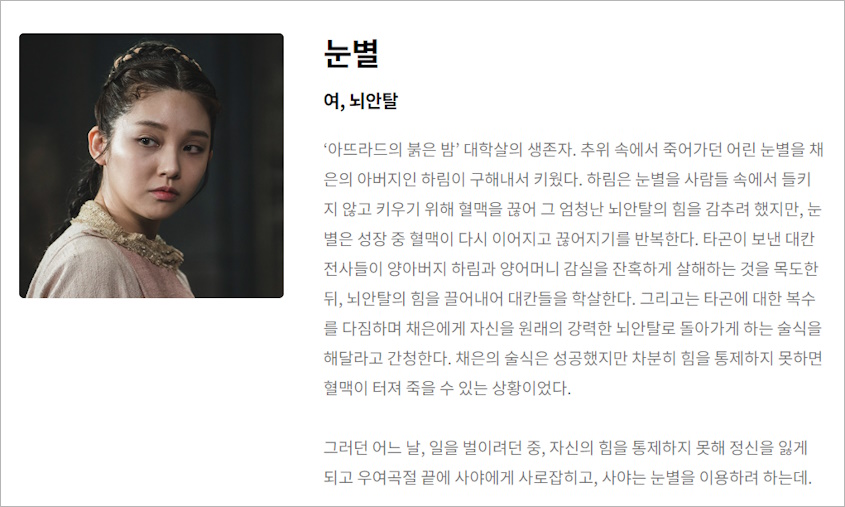 눈별
여, 뇌안탈
‘아뜨라드의 붉은 밤’ 대학살의 생존자. 추위 속에서 죽어가던 어린 눈별을 채
은의 아버지인 하림이 구해내서 키웠다. 하림은 눈별을 사람들 속에서 들키
지 않고 키우기 위해 혈맥을 끊어 그 엄청난 뇌안탈의 힘을 감추려 했지만, 눈
별은 성장 중 혈맥이 다시 이어지고 끊어지기를 반복한다. 타곤이 보낸 대칸
전사들이 양아버지 하림과 양어머니 감실을 잔혹하게 살해하는 것을 목도한
뒤, 뇌안탈의 힘을 끌어내어 대칸들을 학살한다. 그리고는 타곤에 대한 복수
를 다짐하며 채은에게 자신을 원래의 강력한 뇌안탈로 돌아가게 하는 술식을
해달라고 간청한다. 채은의 술식은 성공했지만 차분히 힘을 통제하지 못하면
혈맥이 터져 죽을 수 있는 상황이었다.
그러던 어느 날, 일을 벌이려던 중, 자신의 힘을 통제하지 못해 정신을 잃게
되고 우여곡절 끝에 사야에게 사로잡히고, 사야는 눈별을 이용하려 하는데.